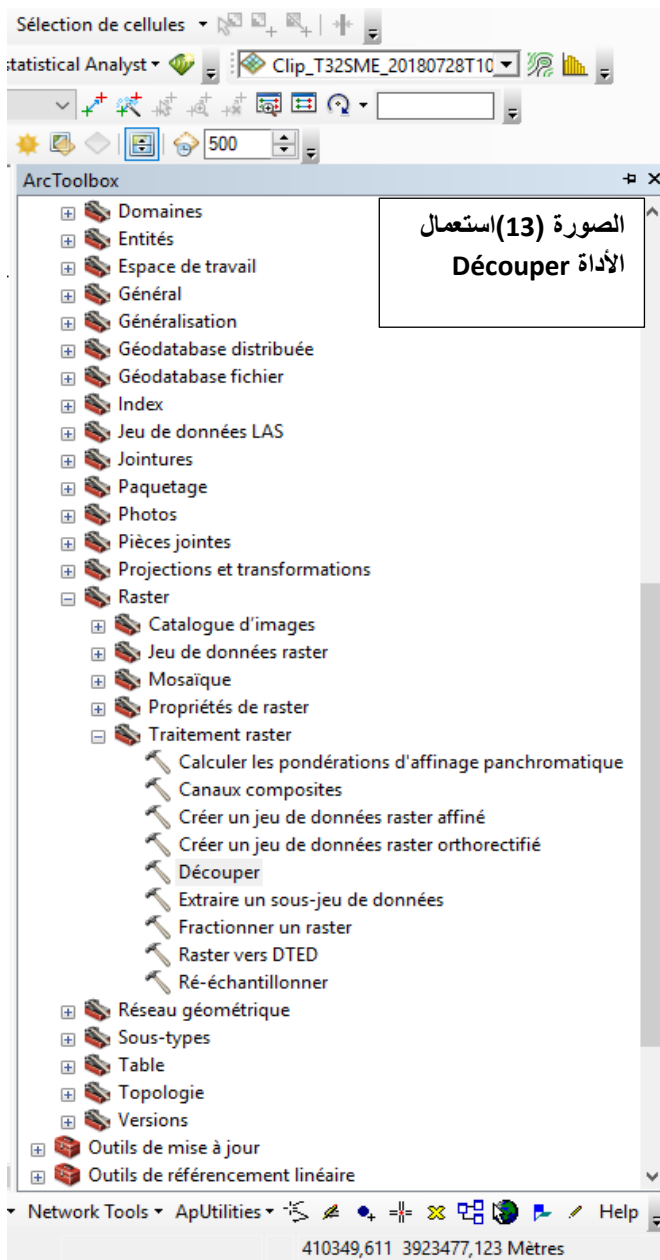 Sélection de cellules
tatistical Analyst
Clip_T32SME_20180728T10
500
ArcToolbox
الصورة (13)استعمال
الأداة Découper
Domaines
Entités
Espace de travail
Général
Généralisation
Géodatabase distribuée
Géodatabase fichier
Index
Jeu de données LAS
Jointures
Paquetage
Photos
Pièces jointes
Projections et transformations
Raster
Catalogue d'images
Jeu de données raster
Mosaïque
Propriétés de raster
Traitement raster
Calculer les pondérations d'affinage panchromatique
Canaux composites
Créer un jeu de données raster affiné
Créer un jeu de données raster orthorectifié
Découper
Extraire un sous-jeu de données
Fractionner un raster
Raster vers DTED
Ré-échantillonner
Réseau géométrique
Sous-types
Table
Topologie
Versions
Outils de mise à jour
Outils de référencement linéaire
Network Tools ApUtilities Help
410349,611 3923477,123 Mètres